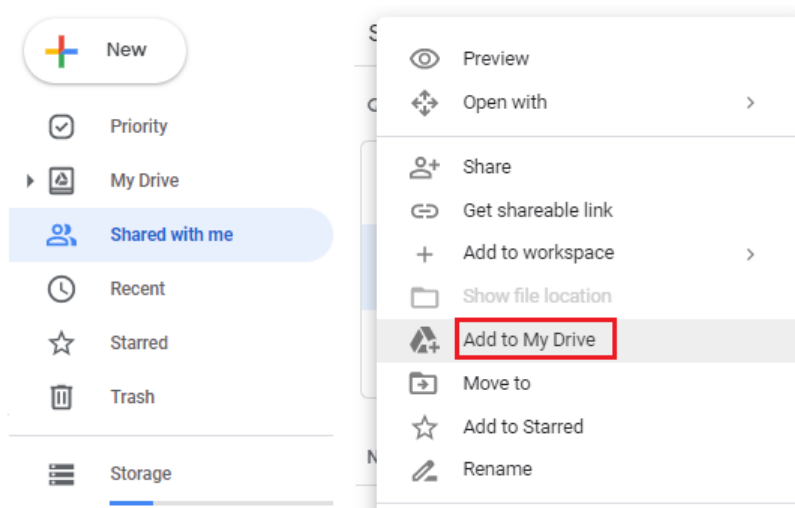 New
Priority
My Drive
Shared with me
Recent
Starred
Trash
Storage
Preview
Open with
Share
Get shareable link
Add to workspace
Show file location
Add to My Drive
Move to
Add to Starred
Rename